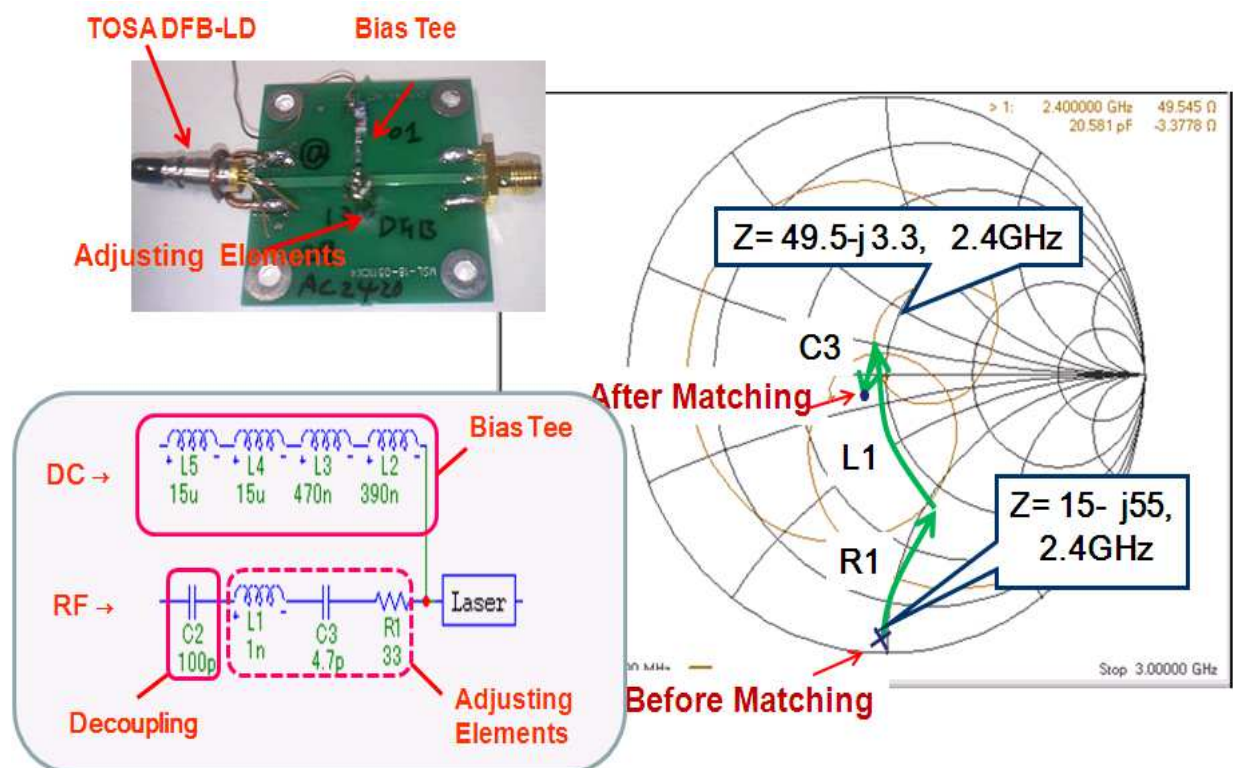 TOSA DFB-LD
Bias Tee
Adjusting Elements
> 1: 2.400000 GHz 49.545 Ω
20.581 pF -3.3778 Ω
Z= 49.5-j 3.3, 2.4GHz
C3
After Matching
L1
Z= 15- j55,
2.4GHz
R1
Before Matching
Stop 3.00000 GHz
Bias Tee
DC →
L5 L4 L3 L2
15u 15u 470n 390n
RF →
Laser
C2 L1 C3 R1
100p 1n 4.7p 33
Decoupling
Adjusting
Elements
DFB
AC2420